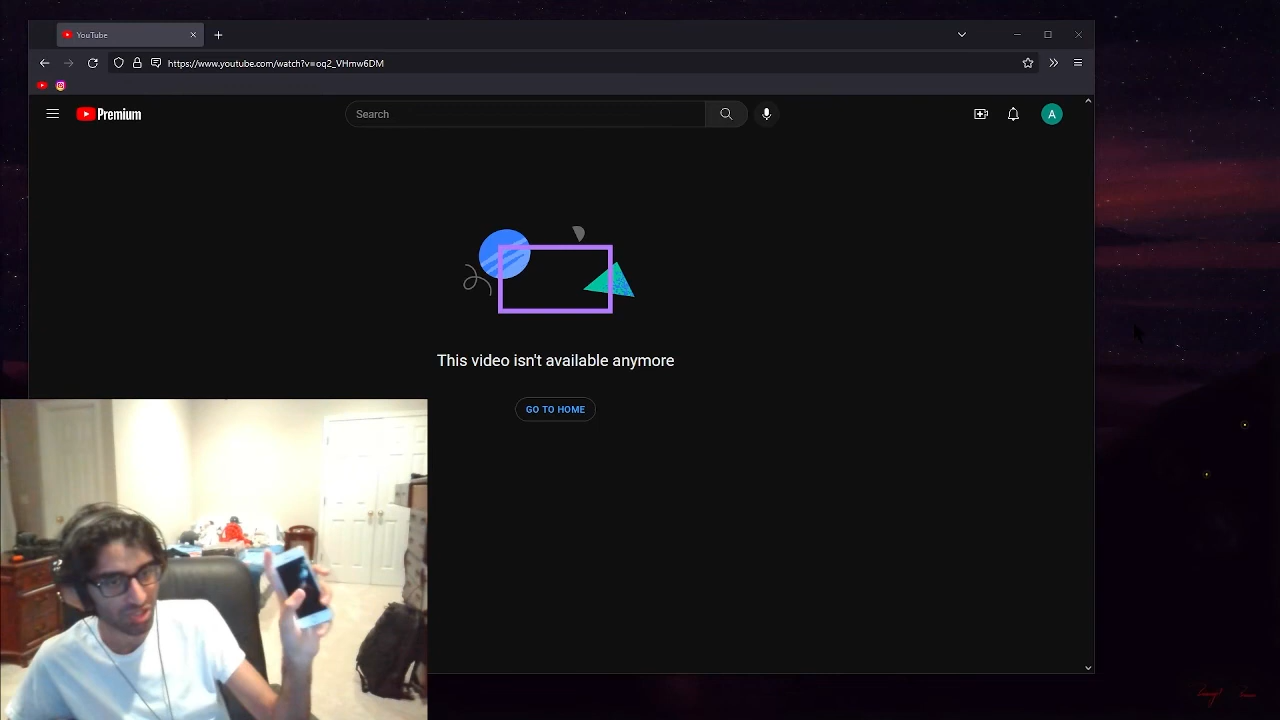 YouTube
https://www.youtube.com/watch?v=oq2_VHmw6DM
Premium
Search
A
This video isn't available anymore
GO TO HOME